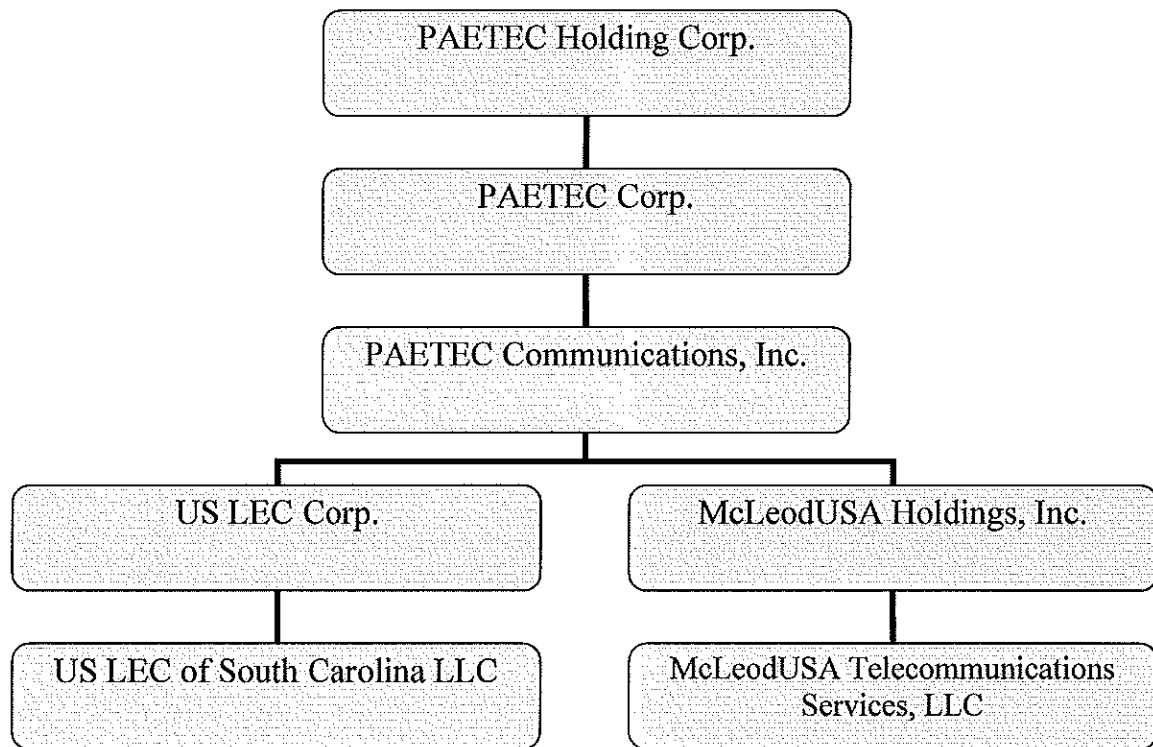 PAETEC Holding Corp.
PAETEC Corp.
PAETEC Communications, Inc.
US LEC Corp.
McLeodUSA Holdings, Inc.
US LEC of South Carolina LLC
McLeodUSA Telecommunications
Services, LLC